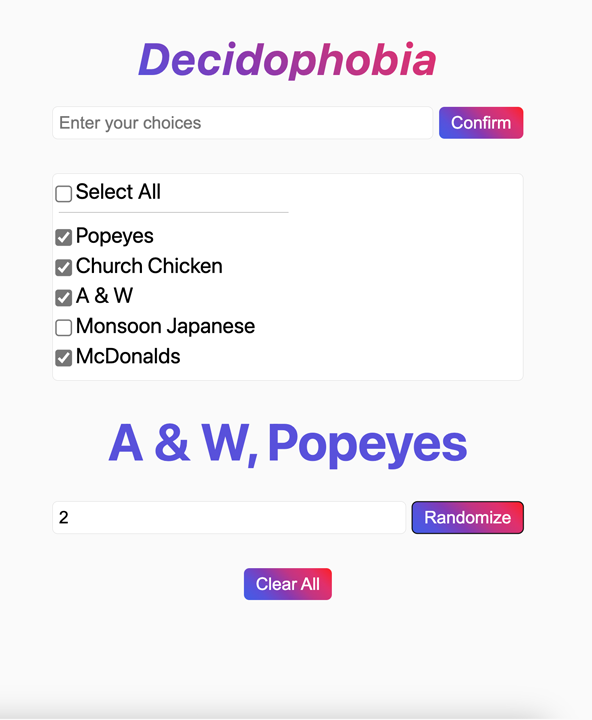 Decidophobia
Enter your choices Confirm
Select All
Popeyes
Church Chicken
A & W
Monsoon Japanese
McDonalds
A & W, Popeyes
2 Randomize
Clear All